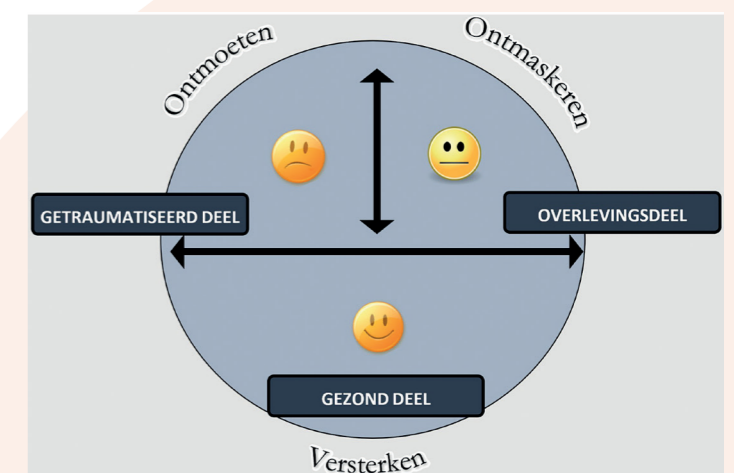 Ontmoeten
Ontmaskeren
GETRAUMATISEERD DEEL
OVERLEVINGSDEEL
GEZOND DEEL
Versterken